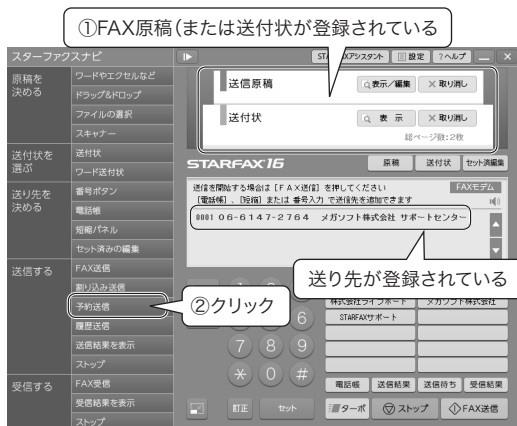 ①FAX原稿(または送付状が登録されている
スターファクスナビ
設定
?ヘルプ
原稿を
決める
ワードやエクセルなど
ドラッグ&ドロップ
ファイルの選択
スキャナー
送信原稿
表示/編集
×取り消し
送付状
表 示
×取り消し
総ページ数:2枚
送付状を
選ぶ
送付状
ワード送付状
STARFAX'16
原稿
送付状
セット済編集
送り先を
決める
番号ボタン
電話帳
短縮パネル
セット済みの編集
送信を開始する場合は[FAX送信]を押してください
FAXモデム
[電話帳]、[短縮]または 番号入力 で送信先を追加できます
0001 06-6147-2764 メガソフト株式会社 サポートセンター
送り先が登録されている
送信する
FAX送信
割り込み送信
予約送信
履歴送信
送信結果を表示
ストップ
②クリック
株式会社ライフボート
メガソフト株式会社
6
STARFAXサポート
7 8 9
* 0 #
電話帳
送信結果
送信待ち
受信結果
受信する
FAX受信
受信結果を表示
ストップ
訂正
セット
ターボ
ストップ
FAX送信